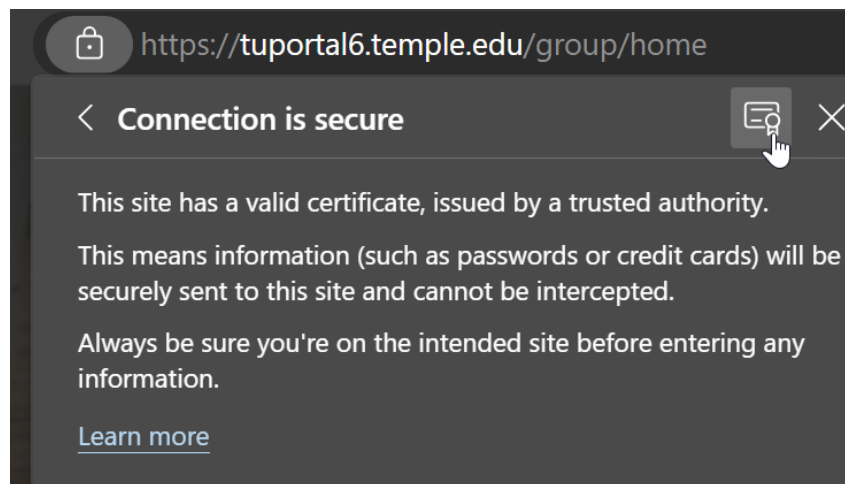 https://tuportal6.temple.edu/group/home
Connection is secure
This site has a valid certificate, issued by a trusted authority.
This means information (such as passwords or credit cards) will be
securely sent to this site and cannot be intercepted.
Always be sure you're on the intended site before entering any
information.
Learn more